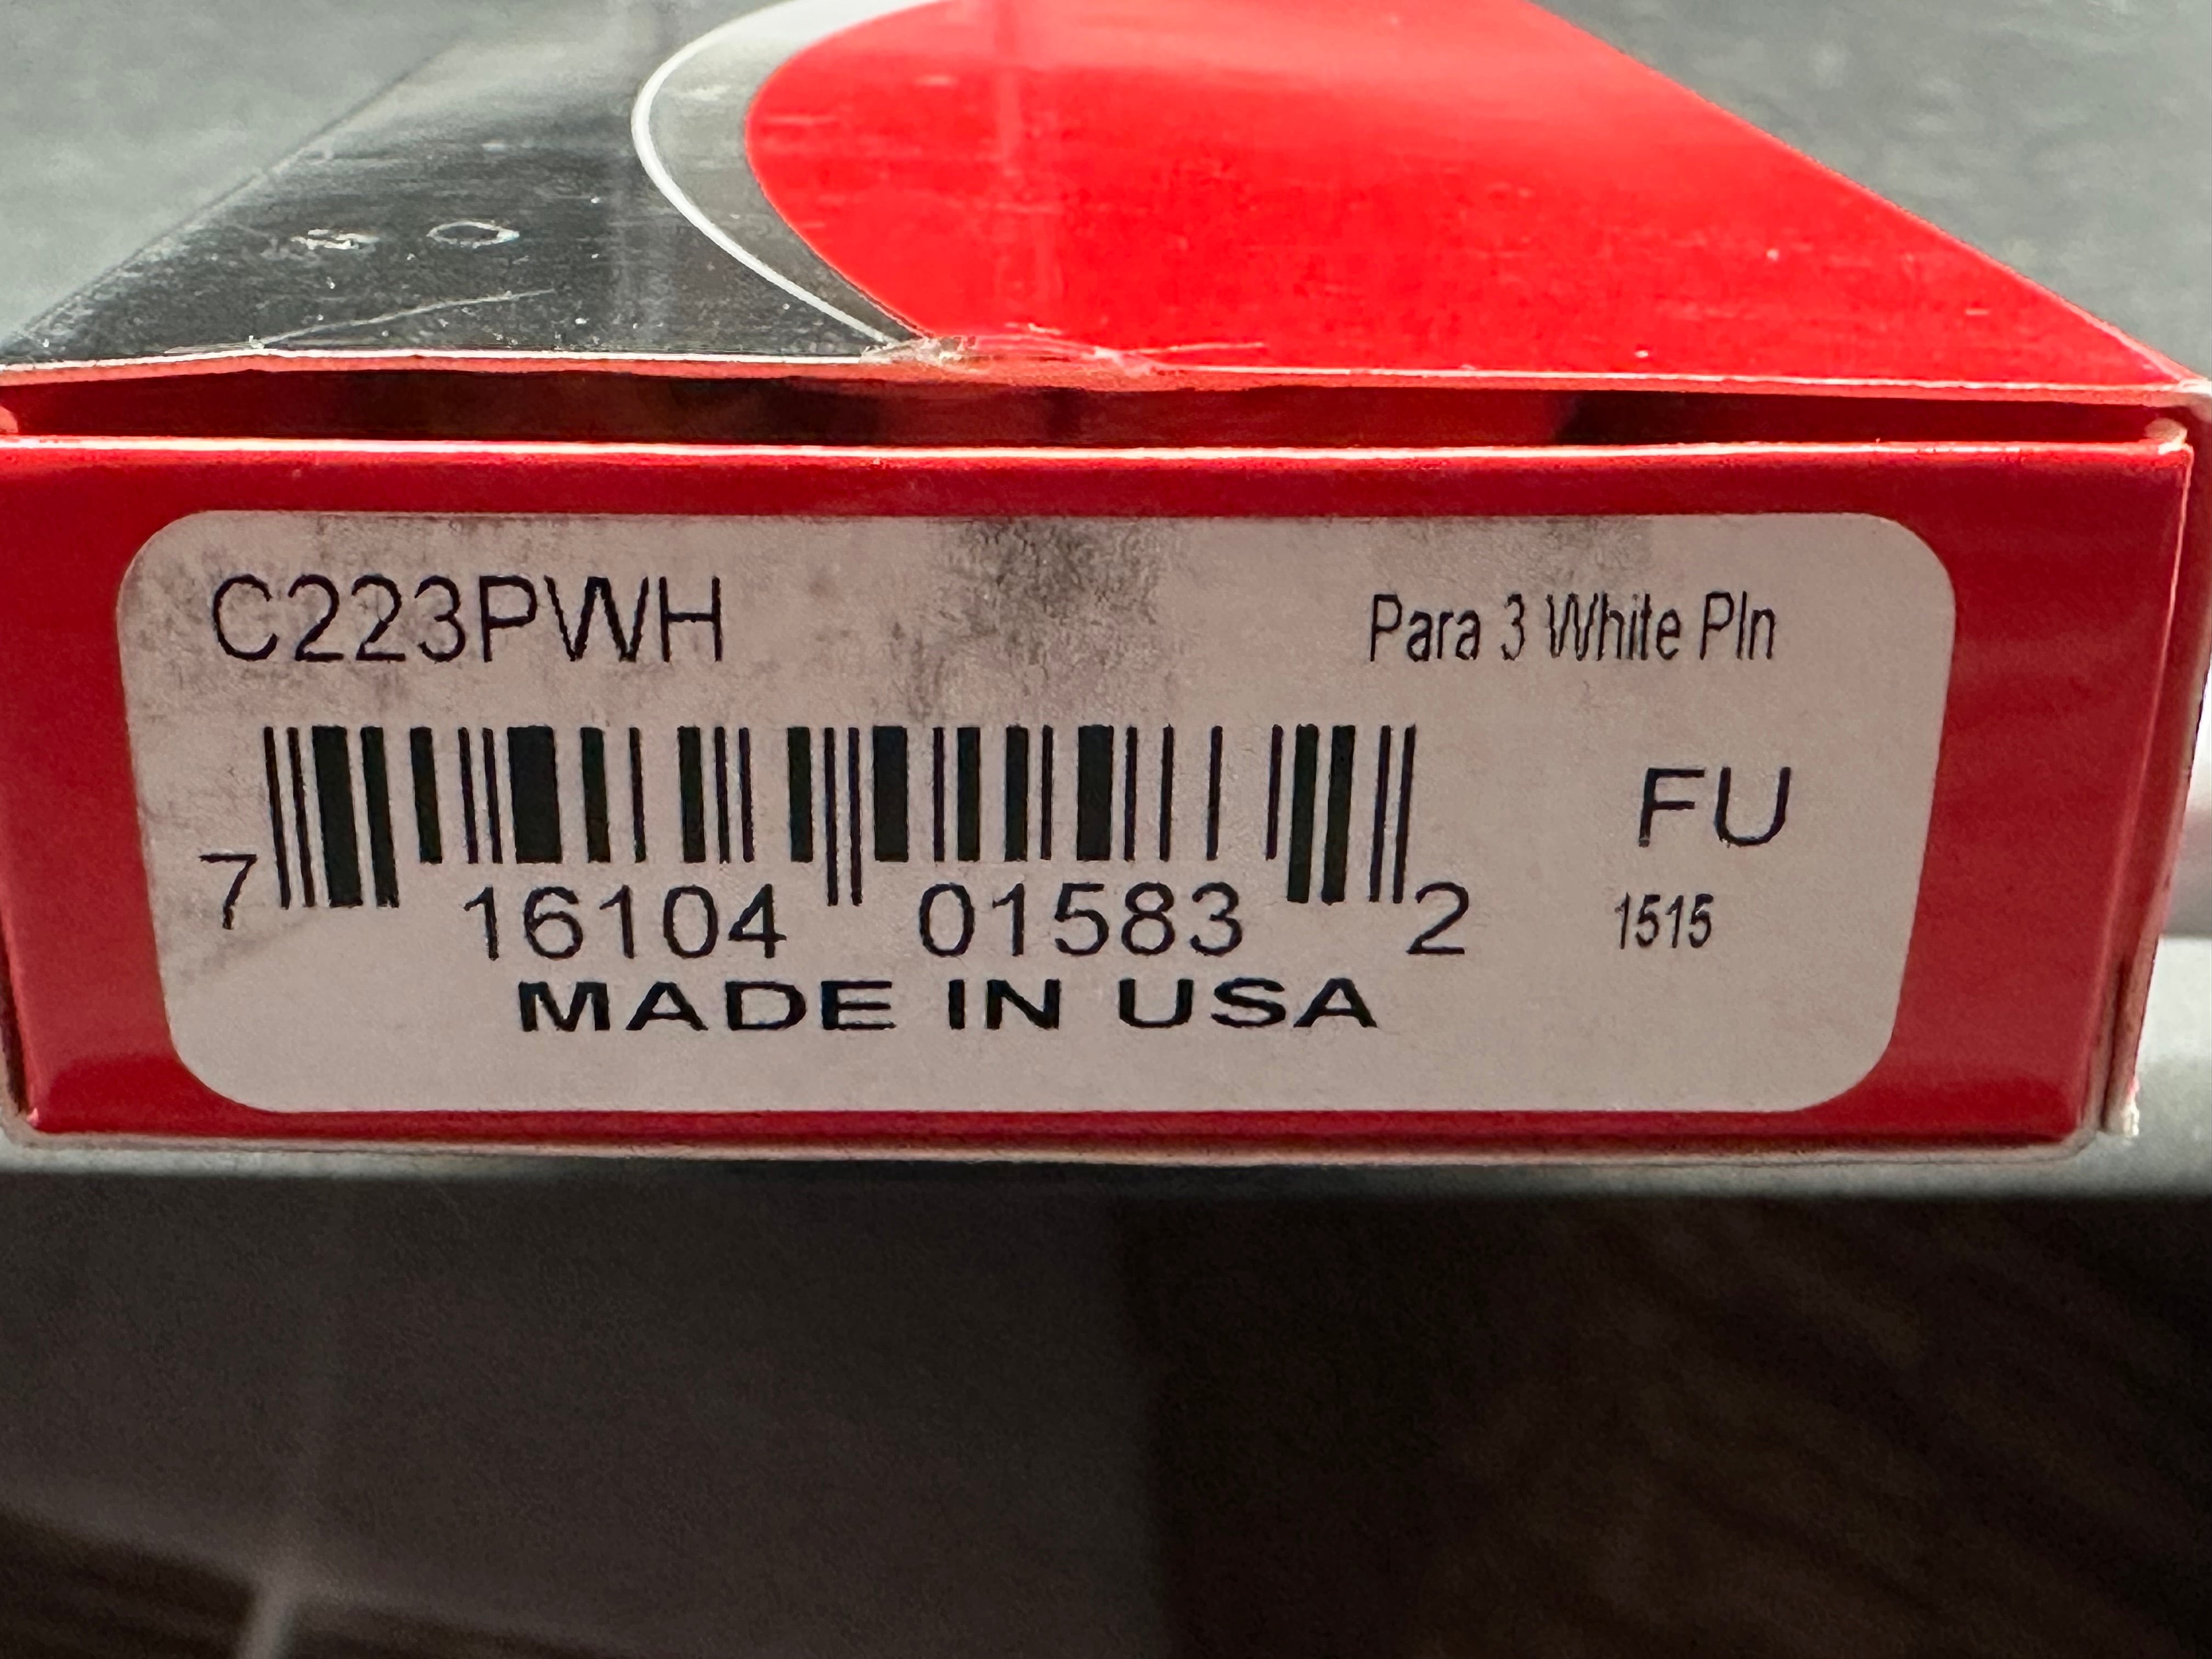 C223PWH
Para 3 White Pln
FU
7 16104 01583 2
1515
MADE IN USA